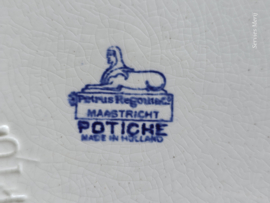 Petrus Regout & Co
MAASTRICHT
POTICHE
MADE IN HOLLAND